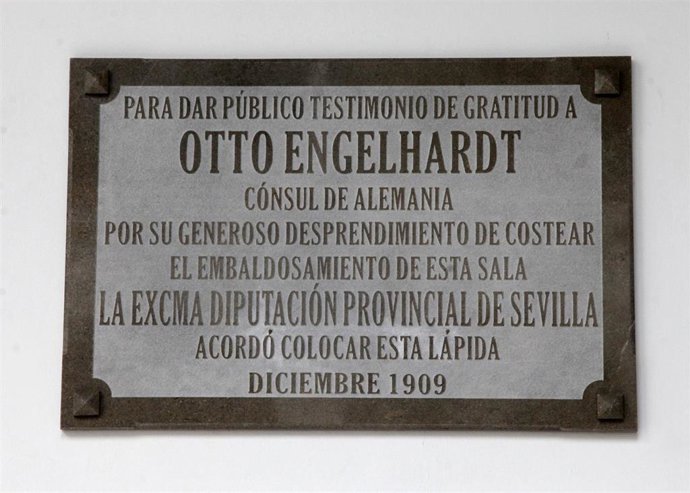 PARA DAR PÚBLICO TESTIMONIO DE GRATITUD A
OTTO ENGELHARDT
CÓNSUL DE ALEMANIA
POR SU GENEROSO DESPRENDIMIENTO DE COSTEAR
EL EMBALDOSAMIENTO DE ESTA SALA
LA EXCMA DIPUTACIÓN PROVINCIAL DE SEVILLA
ACORDÓ COLOCAR ESTA LÁPIDA
DICIEMBRE 1909